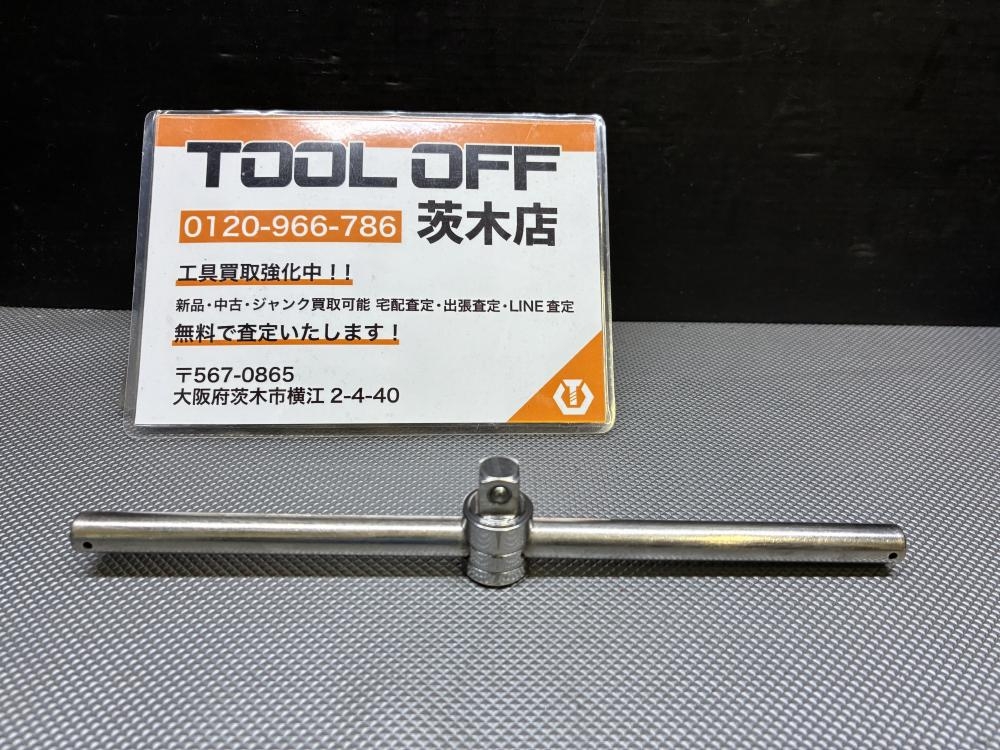 TOOL OFF
0120-966-786 茨木店
工具買取強化中！！
新品・中古・ジャンク買取可能 宅配査定・出張査定・LINE査定
無料で査定いたします！
〒567-0865
大阪府茨木市横江 2-4-40